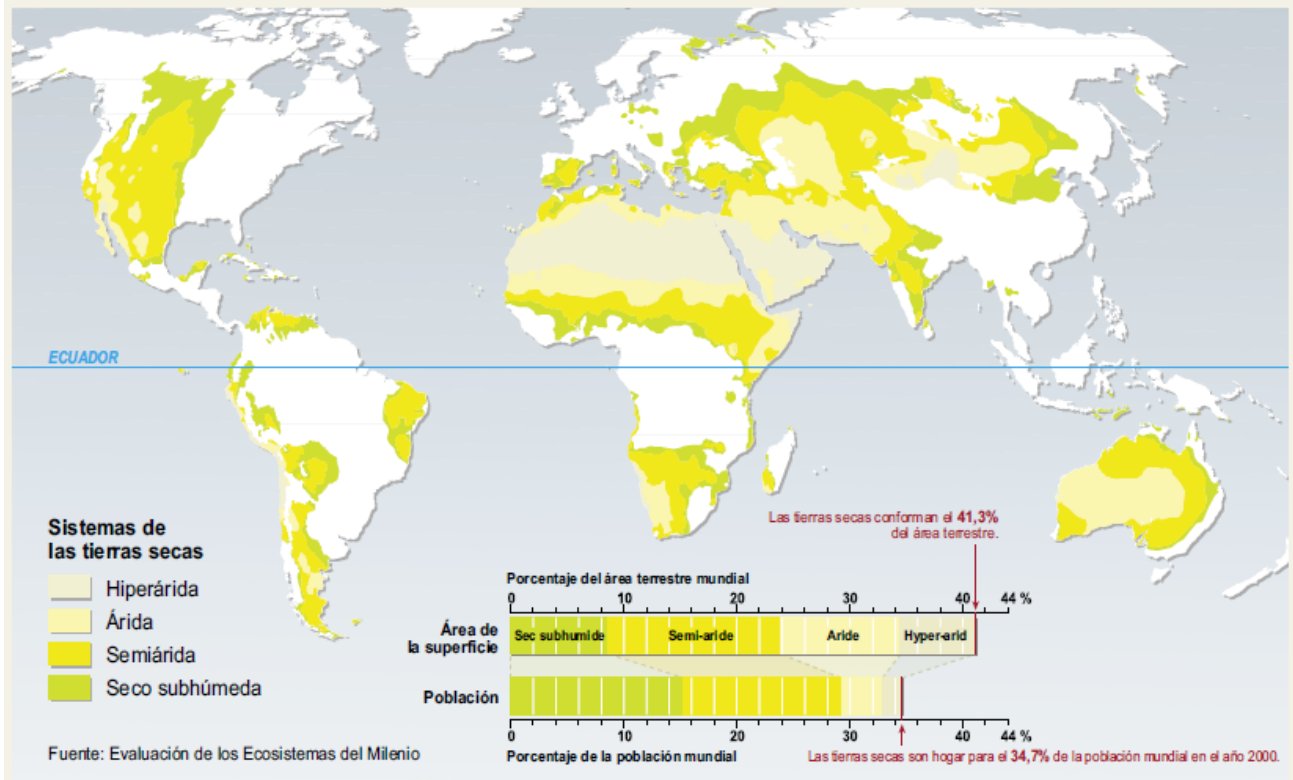 ECUADOR
Sistemas de
las tierras secas
Hiperárida
Árida
Semiárida
Seco subhúmeda
Fuente: Evaluación de los Ecosistemas del Milenio
Las tierras secas conforman el 41,3%
del área terrestre.
Porcentaje del área terrestre mundial
0 10 20 30 40 44 %
Área de
la superficie
Sec subhumide Semi-aride Aride Hyper-arid
Población
0 10 20 30 40 44 %
Porcentaje de la población mundial
Las tierras secas son hogar para el 34,7% de la población mundial en el año 2000.